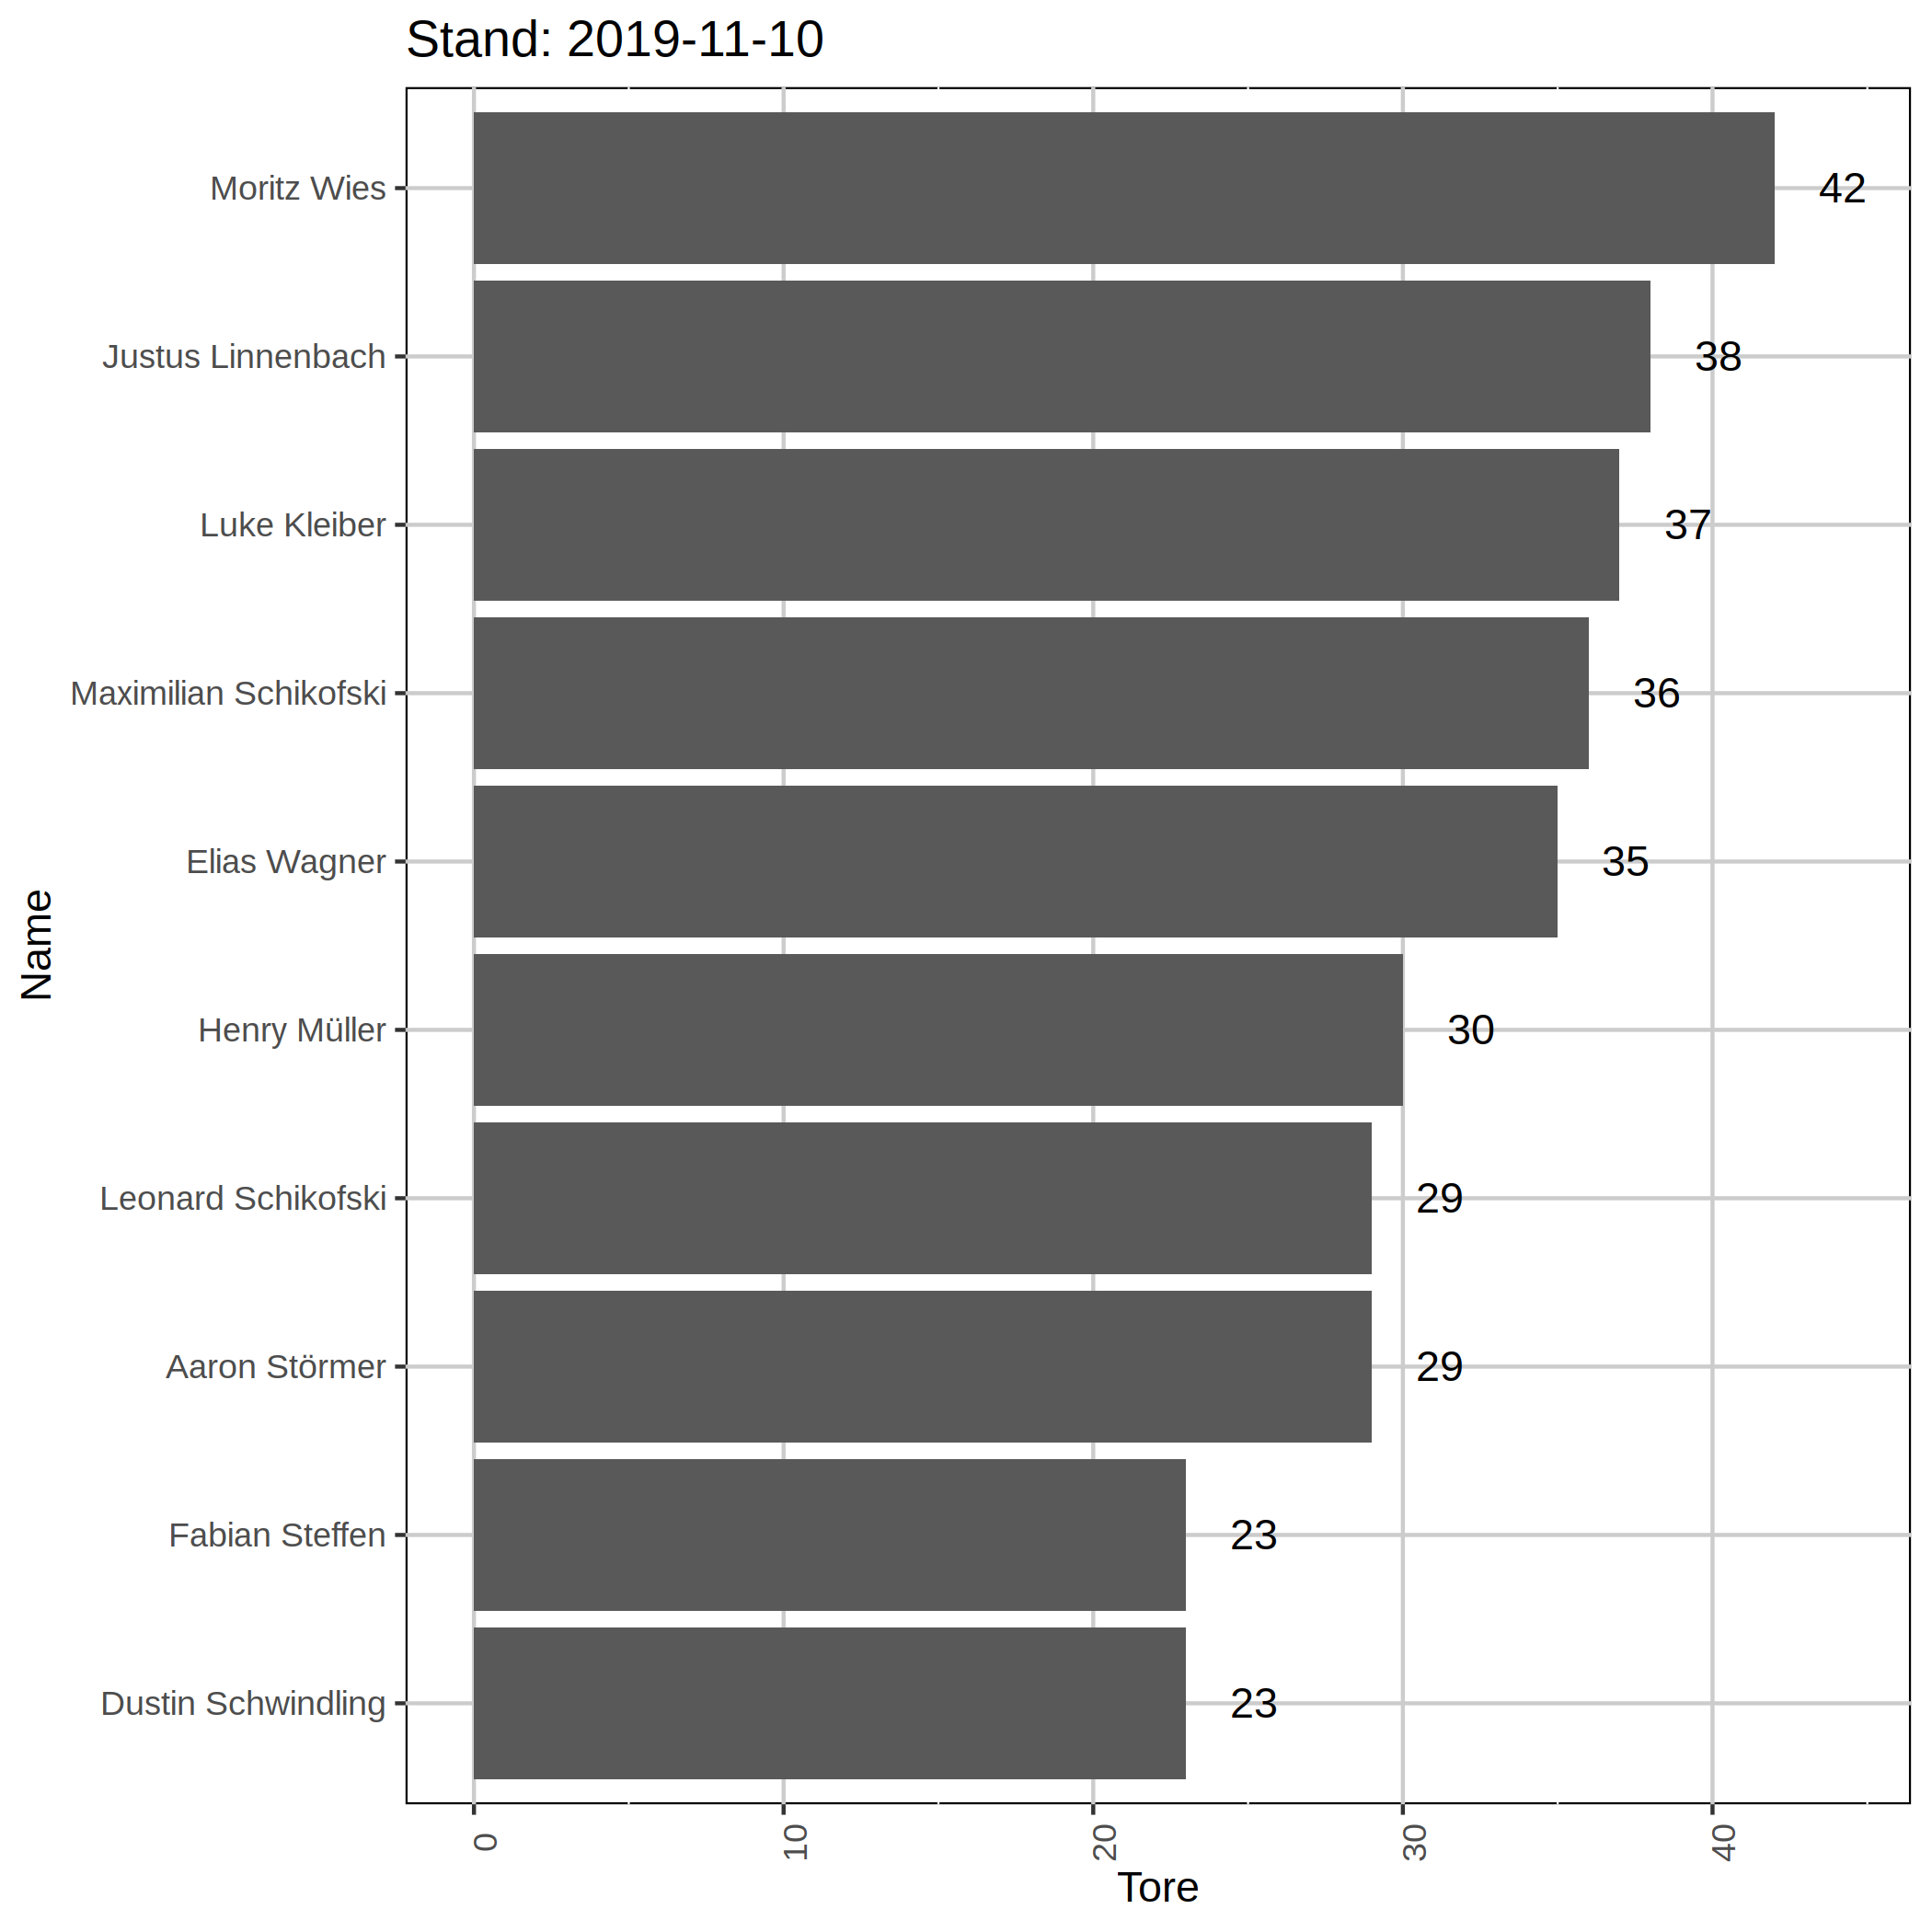 Stand: 2019-11-10
Name
Moritz Wies 42
Justus Linnenbach 38
Luke Kleiber 37
Maximilian Schikofski 36
Elias Wagner 35
Henry Müller 30
Leonard Schikofski 29
Aaron Störmer 29
Fabian Steffen 23
Dustin Schwindling 23
0 10 20 30 40
Tore